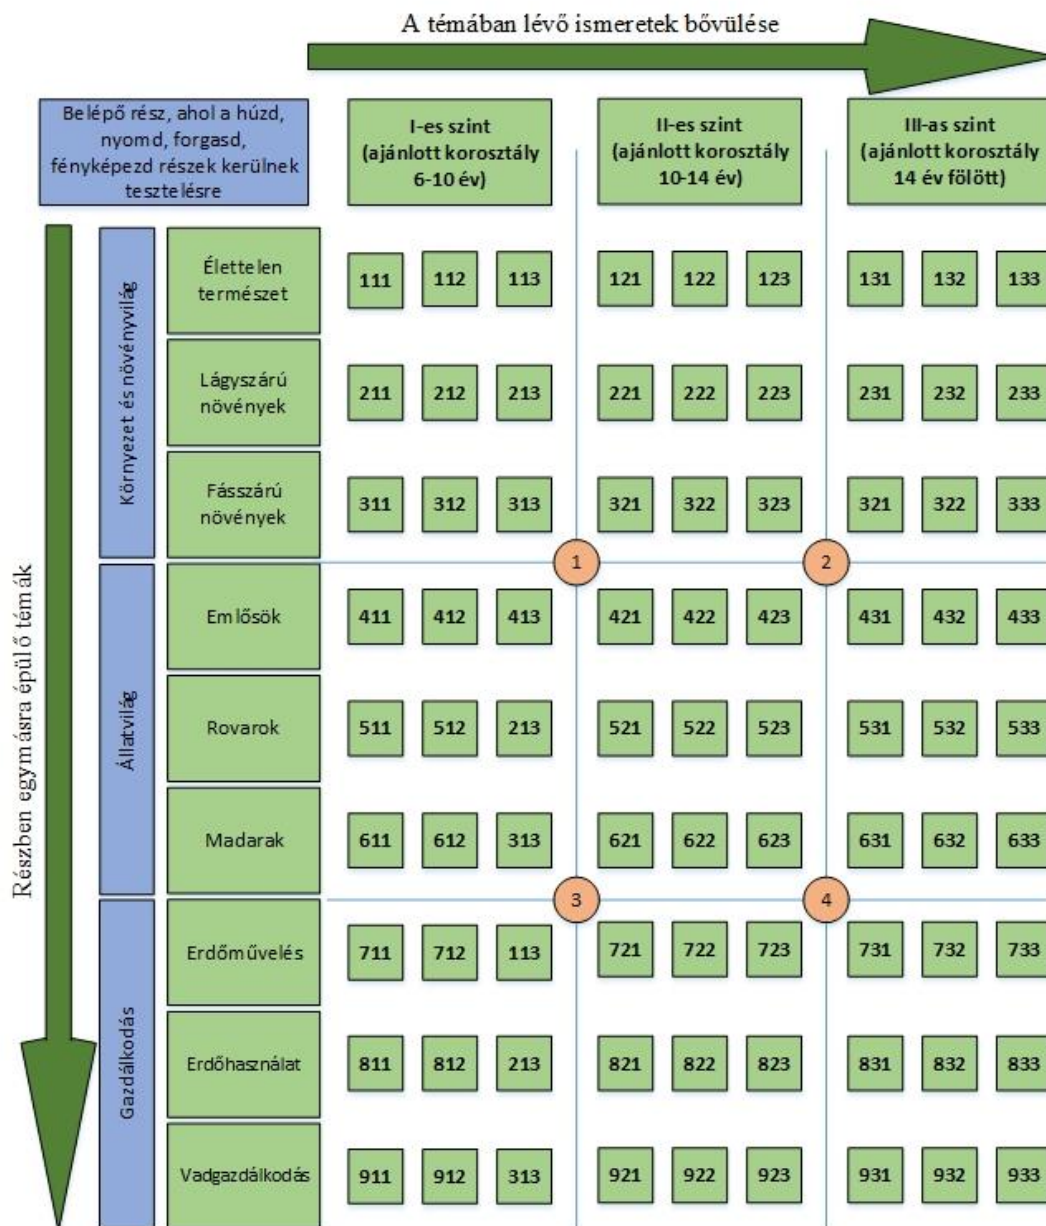 A témában lévő ismeretek bővülése
Belépő rész, ahol a húzd,
nyomd, forgasd,
fényképezd részek kerülnek
tesztelésre
I-es szint
(ajánlott korosztály
6-10 év)
II-es szint
(ajánlott korosztály
10-14 év)
III-as szint
(ajánlott korosztály
14 év fölött)
Részben egymásra épülő témák
Környezet és növényvilág
Élettelen
természet
111 112 113 121 122 123 131 132 133
Lágyszárú
növények
211 212 213 221 222 223 231 232 233
Fásszárú
növények
311 312 313 321 322 323 321 322 333
1 2
Állatvilág
Emlősök
411 412 413 421 422 423 431 432 433
Rovarok
511 512 213 521 522 523 531 532 533
Madarak
611 612 313 621 622 623 631 632 633
3 4
Gazdálkodás
Erdőművelés
711 712 113 721 722 723 731 732 733
Erdőhasználat
811 812 213 821 822 823 831 832 833
Vadgazdálkodás
911 912 313 921 922 923 931 932 933